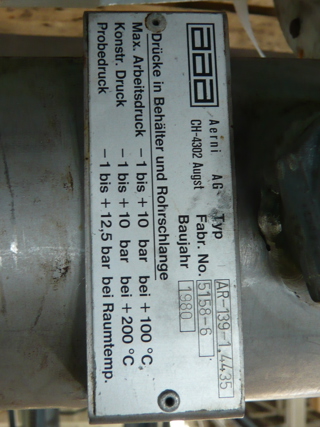 aaa
Aerni AG
CH-4302 Augst
Typ AR-139-1.4435
Fabr. No. 5158-6
Baujahr 1980
Drücke in Behälter und Rohrschlange
Max. Arbeitsdruck -1 bis +10 bar bei +100 °C
Konstr. Druck -1 bis +10 bar bei +200 °C
Probedruck -1 bis +12,5 bar bei Raumtemp.